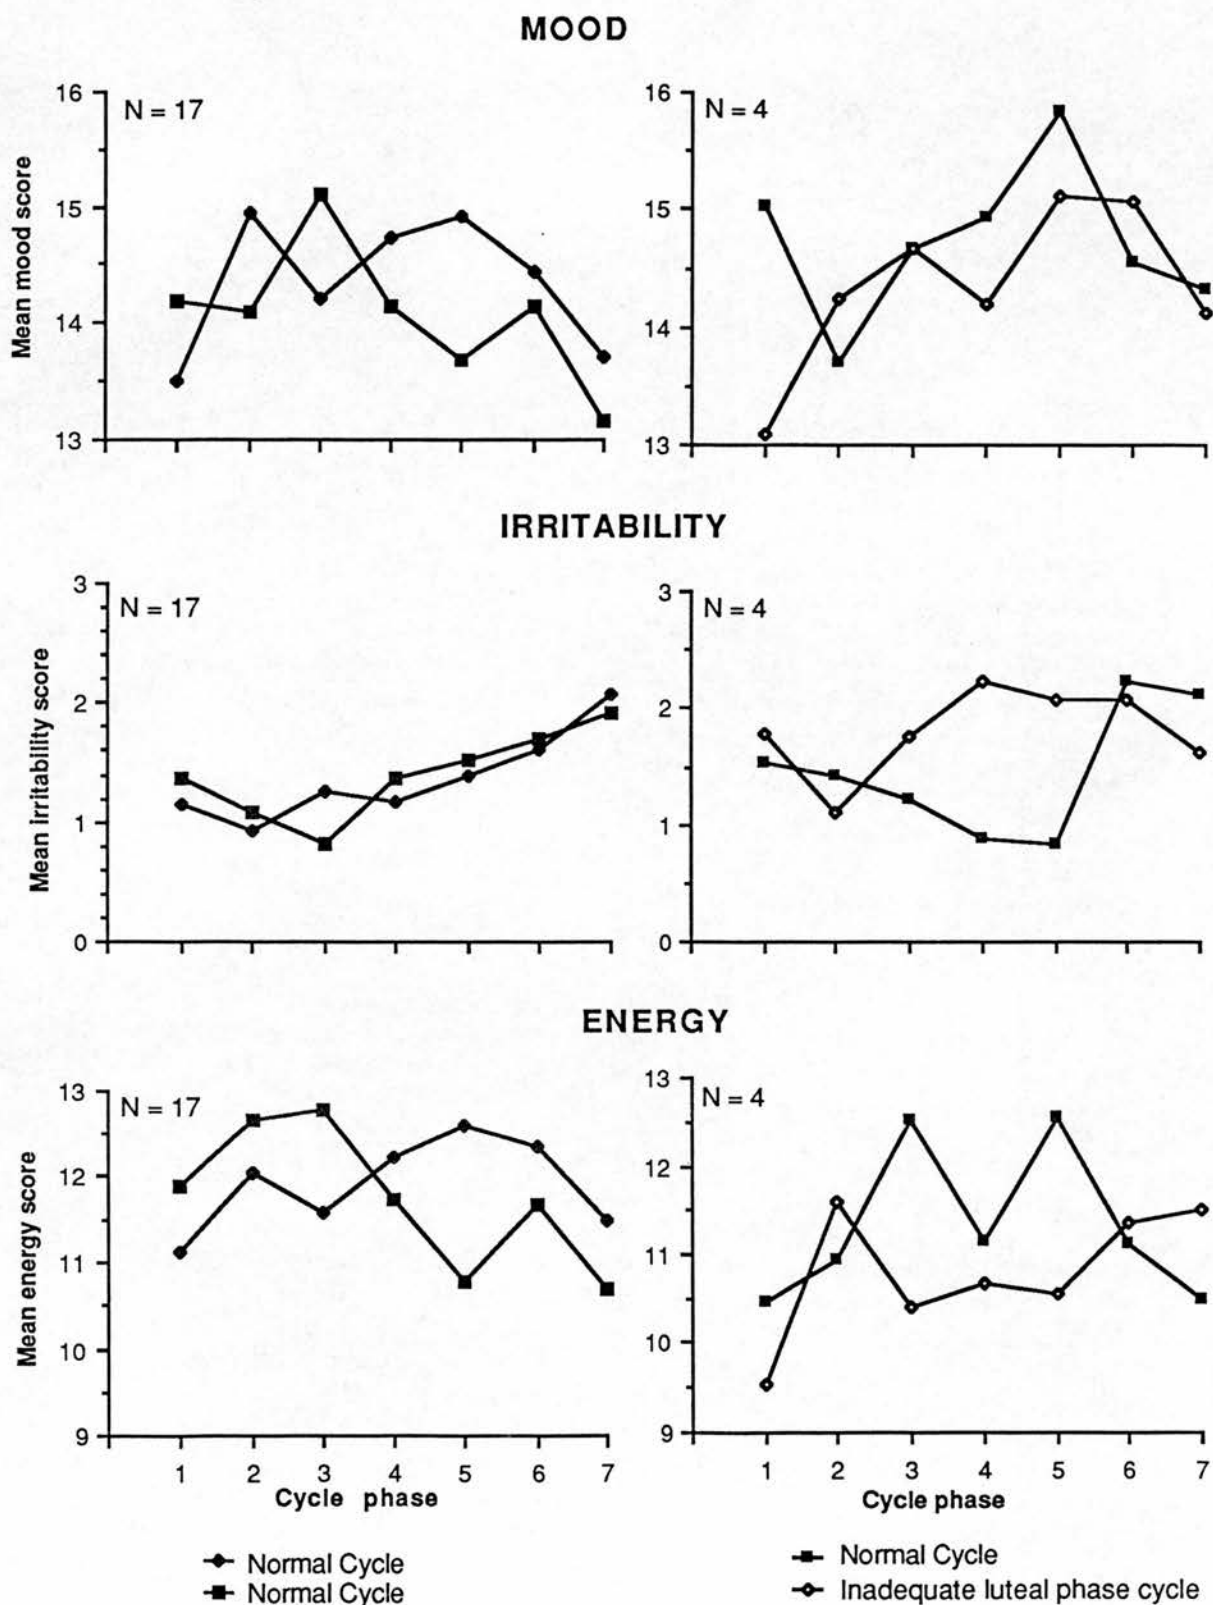 MOOD
Mean mood score
16
15
14
13
N = 17
16
15
14
13
N = 4
IRRITABILITY
Mean irritability score
3
2
1
0
N = 17
3
2
1
0
N = 4
ENERGY
Mean energy score
13
12
11
10
9
N = 17
1 2 3 4 5 6 7
Cycle phase
13
12
11
10
9
N = 4
1 2 3 4 5 6 7
Cycle phase
Normal Cycle
Normal Cycle
Normal Cycle
Inadequate luteal phase cycle